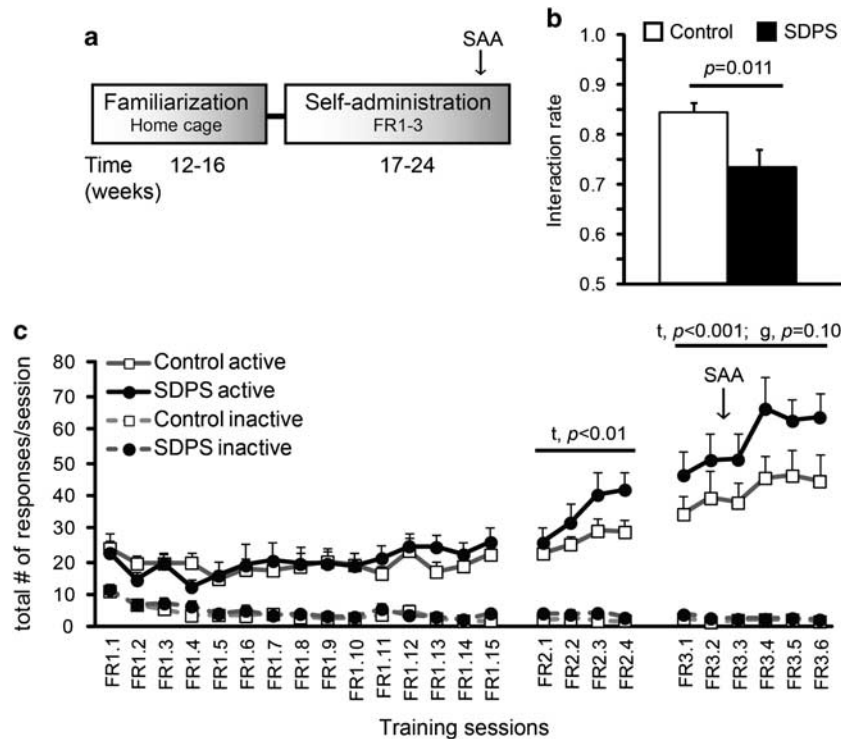 a
SAA
Familiarization
Home cage
Self-administration
FR1-3
Time 12-16 17-24
(weeks)
b
Control SDPS
p=0.011
1.0
0.9
0.8
0.7
0.6
0.5
Interaction rate
c
t, p<0.001; g, p=0.10
Control active
SDPS active
Control inactive
SDPS inactive
SAA
t, p<0.01
80
70
60
50
40
30
20
10
0
total # of responses/session
FR1.1
FR1.2
FR1.3
FR1.4
FR1.5
FR1.6
FR1.7
FR1.8
FR1.9
FR1.10
FR1.11
FR1.12
FR1.13
FR1.14
FR1.15
FR2.1
FR2.2
FR2.3
FR2.4
FR3.1
FR3.2
FR3.3
FR3.4
FR3.5
FR3.6
Training sessions